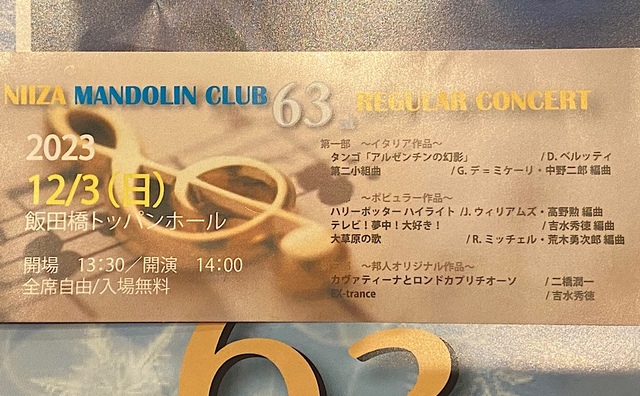 NIIZA MANDOLIN CLUB 63 REGULAR CONCERT
2023
12/3(日)
飯田橋トッパンホール
開場 13:30/開演 14:00
全席自由/入場無料
第一部 ～イタリア作品～
タンゴ「アルゼンチンの幻影」 /D. ベルッティ
第二小組曲 /G. デ=ミケーリ・中野二郎 編曲
～ポピュラー作品～
ハリーポッター ハイライト /J. ウィリアムズ・高野勲 編曲
テレビ!夢中!大好き! /吉水秀徳 編曲
大草原の歌 /R. ミッチェル・荒木勇次郎 編曲
～邦人オリジナル作品～
カヴァティーナとロンドカプリチオーソ /二橋潤一
EX-trance /吉水秀徳
63